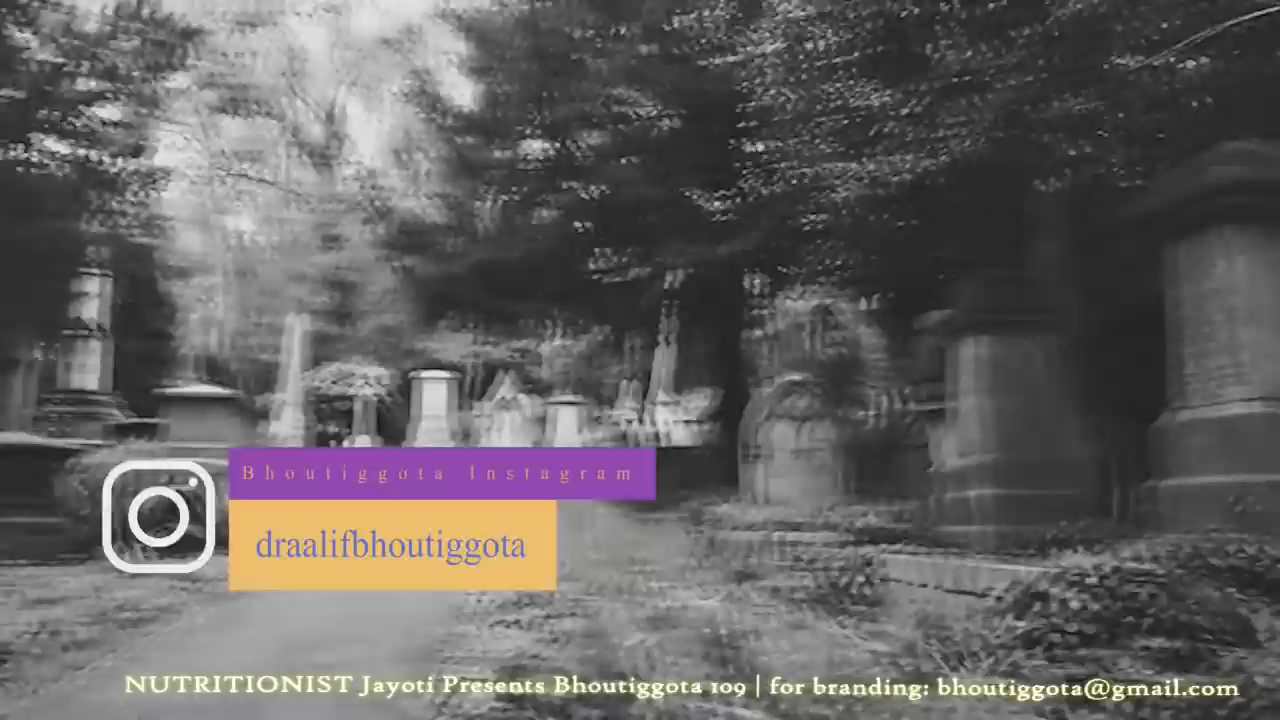 Bhoutiggota Instagram
draalifbhoutiggota
NUTRITIONIST Jayoti Presents Bhoutiggota 109 | for branding: bhoutiggota@gmail.com